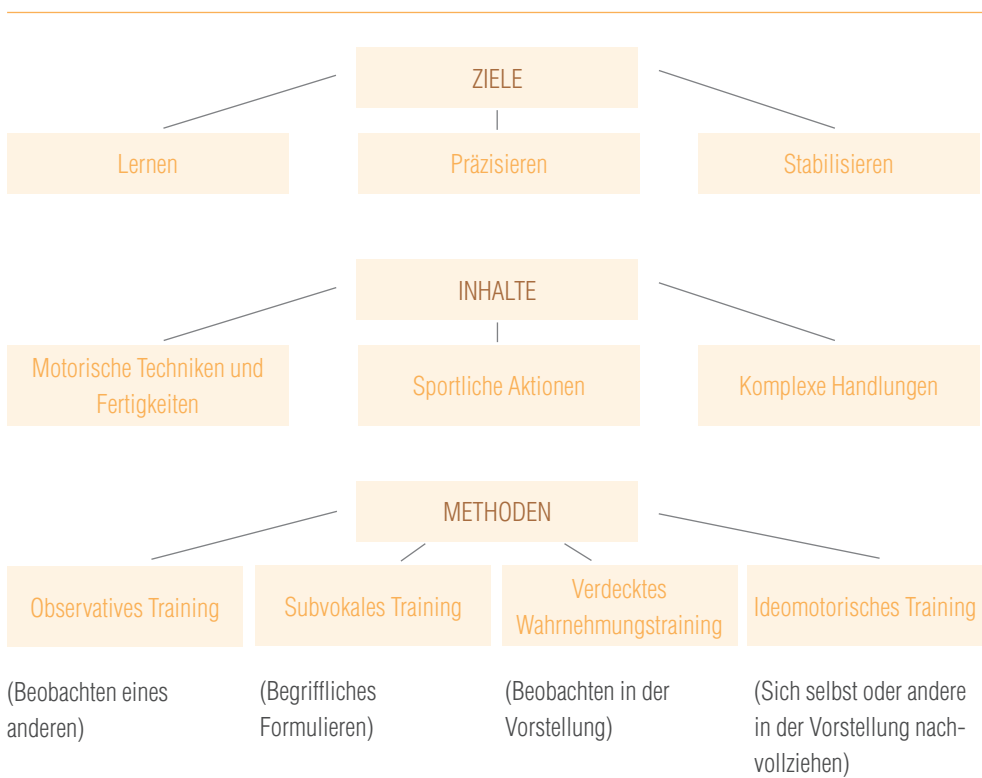 ZIELE
Lernen
Präzisieren
Stabilisieren
INHALTE
Motorische Techniken und
Fertigkeiten
Sportliche Aktionen
Komplexe Handlungen
METHODEN
Observatives Training
Subvokales Training
Verdecktes
Wahrnehmungstraining
Ideomotorisches Training
(Beobachten eines
anderen)
(Begriffliches
Formulieren)
(Beobachten in der
Vorstellung)
(Sich selbst oder andere
in der Vorstellung nach-
vollziehen)